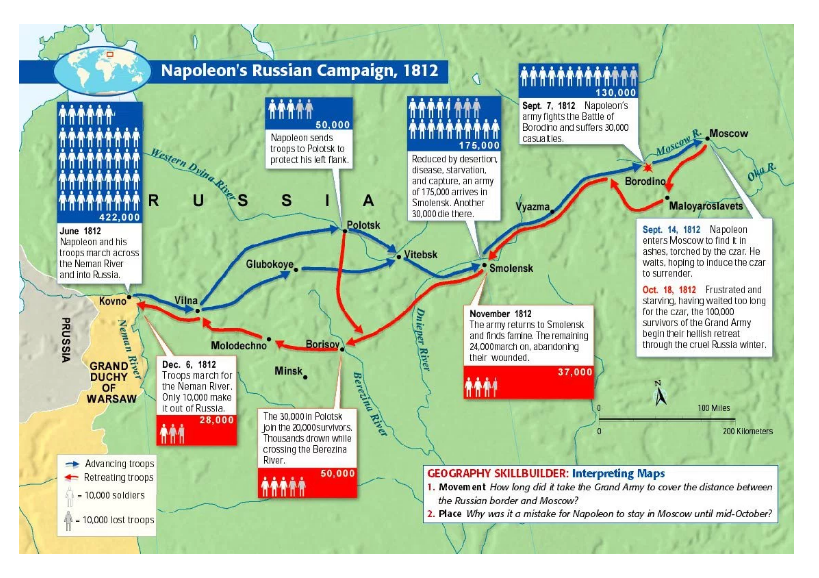 Napoleon's Russian Campaign, 1812
422,000
June 1812
Napoleon and his
troops march across
the Neman River
and into Russia.
50,000
Napoleon sends
troops to Polotsk to
protect his left flank.
175,000
Reduced by desertion,
disease, starvation,
and capture, an army
of 175,000 arrives in
Smolensk. Another
30,000 die there.
130,000
Sept. 7, 1812 Napoleon's
army fights the Battle of
Borodino and suffers 30,000
casualties.
Western Dvina River
RUSSIA
Moscow R.
Moscow
Oka R.
Borodino
Maloyaroslavets
Vyazma
Polotsk
Vitebsk
Glubokoye
Smolensk
Kovno
Vilna
Molodechno
Borisov
Minsk
PRUSSIA
Neman River
GRAND
DUCHY
OF
WARSAW
Dnieper River
Berezina River
Sept. 14, 1812 Napoleon
enters Moscow to find it in
ashes, torched by the czar. He
waits, hoping to induce the czar
to surrender.
Oct. 18, 1812 Frustrated and
starving, having waited too long
for the czar, the 100,000
survivors of the Grand Army
begin their hellish retreat
through the cruel Russia winter.
November 1812
The army returns to Smolensk
and finds famine. The remaining
24,000 march on, abandoning
their wounded.
37,000
Dec. 6, 1812
Troops march for
the Neman River.
Only 10,000 make
it out of Russia.
28,000
The 30,000 in Polotsk
join the 20,000 survivors.
Thousands drown while
crossing the Berezina
River.
50,000
N
0 100 Miles
0 200 Kilometers
Advancing troops
Retreating troops
= 10,000 soldiers
= 10,000 lost troops
GEOGRAPHY SKILLBUILDER: Interpreting Maps
1. Movement How long did it take the Grand Army to cover the distance between
the Russian border and Moscow?
2. Place Why was it a mistake for Napoleon to stay in Moscow until mid-October?